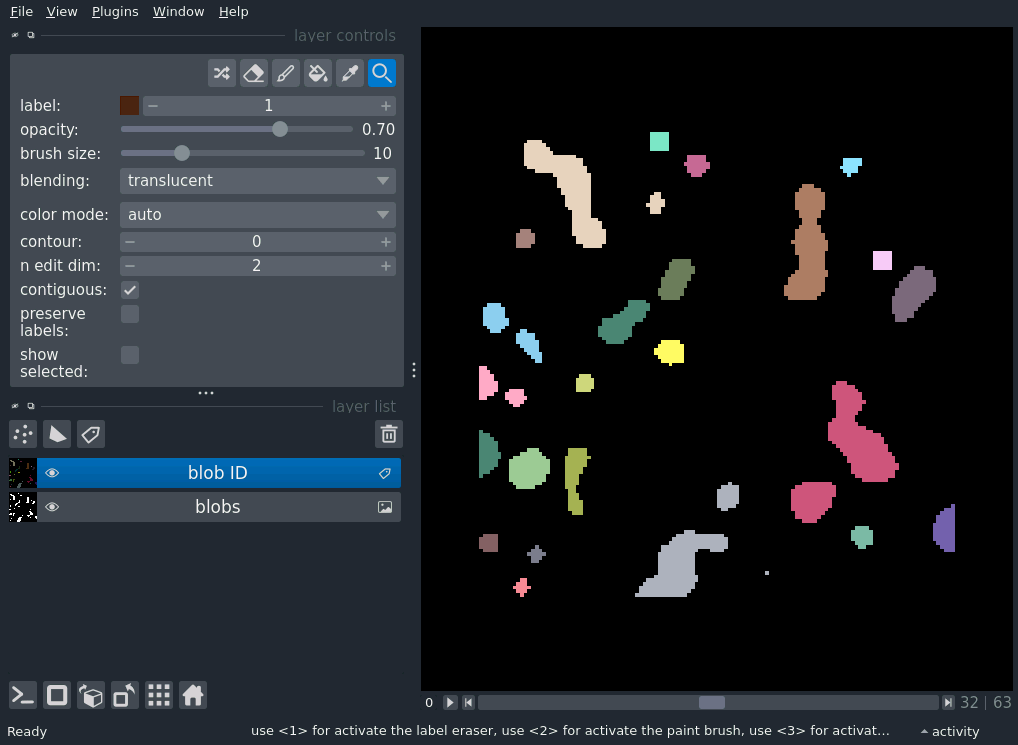 File View Plugins Window Help
layer controls
label: 1
opacity: 0.70
brush size: 10
blending: translucent
color mode: auto
contour: 0
n edit dim: 2
contiguous:
preserve
labels:
show
selected:
layer list
blob ID
blobs
0 32 63
Ready use <1> for activate the label eraser, use <2> for activate the paint brush, use <3> for activat... activity